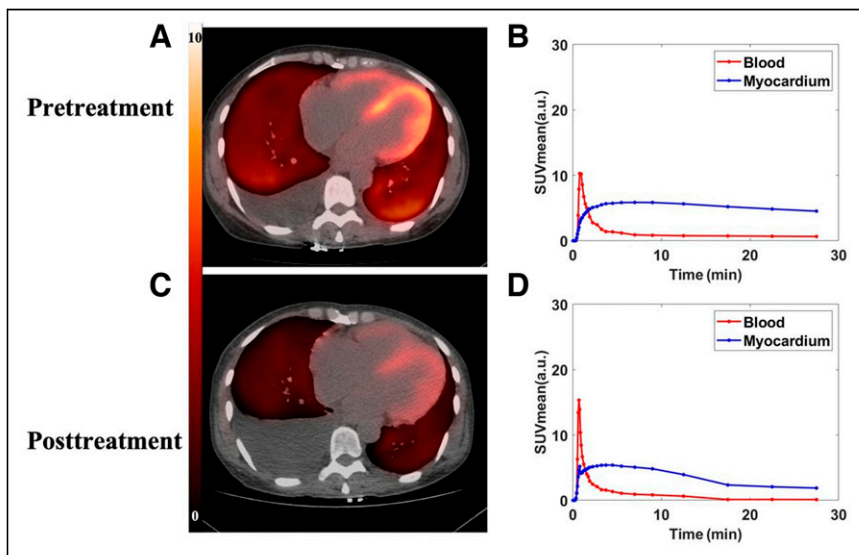 A
B
10
Pretreatment
30
20
10
0
SUVmean(a.u.)
Blood
Myocardium
0
10
20
30
Time (min)
C
D
Posttreatment
0
30
20
10
0
SUVmean(a.u.)
Blood
Myocardium
0
10
20
30
Time (min)